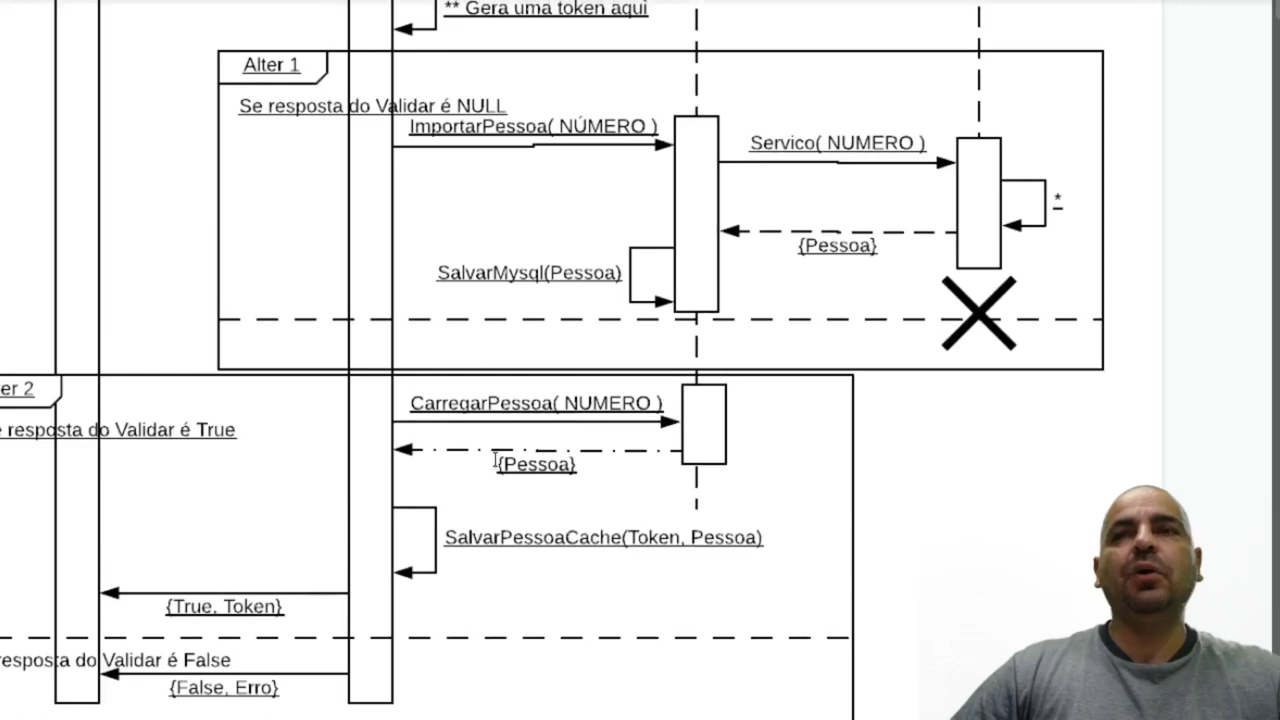 ** Gera uma token aqui
Alter 1
Se resposta do Validar é NULL
ImportarPessoa( NÚMERO )
Servico( NUMERO )
*
{Pessoa}
SalvarMysql(Pessoa)
er 2
CarregarPessoa( NUMERO )
e resposta do Validar é True
{Pessoa}
SalvarPessoaCache(Token, Pessoa)
{True, Token}
resposta do Validar é False
{False, Erro}